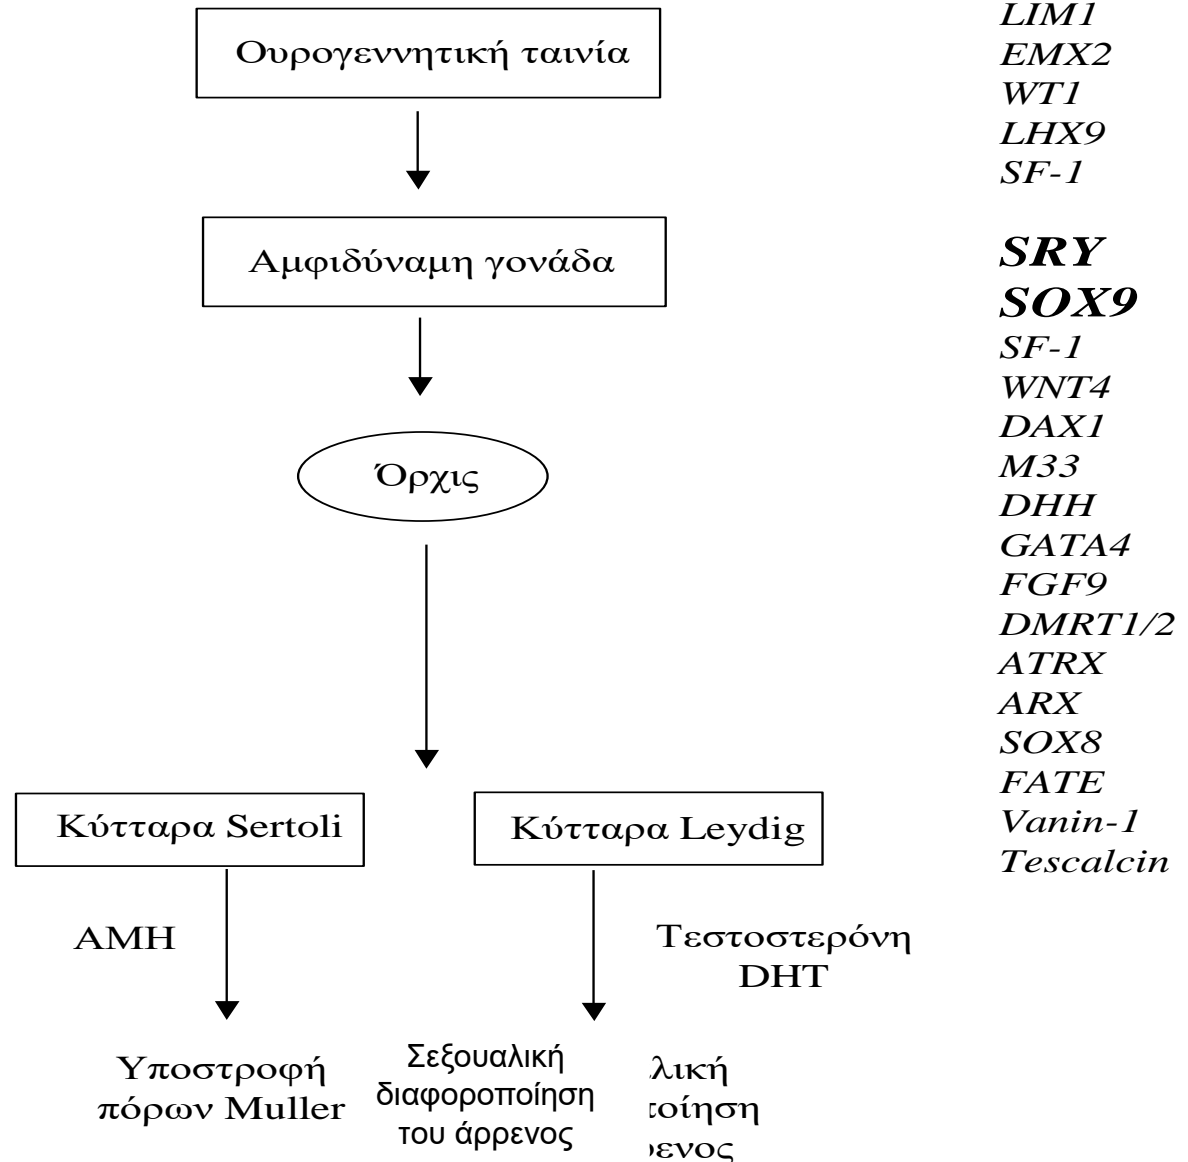 Ουρογεννητική ταινία
Αμφιδύναμη γονάδα
Όρχις
Κύτταρα Sertoli
Κύτταρα Leydig
AMH
Τεστοστερόνη
DHT
Υποστροφή
πόρων Muller
Σεξουαλική
διαφοροποίηση
του άρρενος
LIM1
EMX2
WT1
LHX9
SF-1
SRY
SOX9
SF-1
WNT4
DAX1
M33
DHH
GATA4
FGF9
DMRT1/2
ATRX
ARX
SOX8
FATE
Vanin-1
Tescalcin